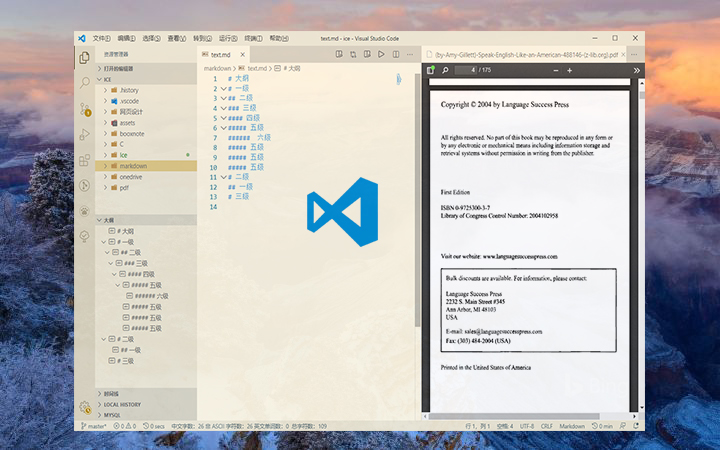 文件(F) 编辑(E) 选择(S) 查看(V) 转到(G) 运行(R) 终端(T) 帮助(H)
text.md - ice - Visual Studio Code
资源管理器
打开的编辑器
ICE
.history
.vscode
网页设计
assets
booxnote
C
ice
markdown
onedrive
pdf
大纲
# 大纲
# 一级
## 二级
### 三级
#### 四级
##### 五级
###### 六级
##### 五级
##### 五级
##### 五级
# 二级
## 一级
# 三级
时间线
LOCAL HISTORY
MYSQL
text.md
markdown > text.md > # 大纲
1 # 大纲
2 # 一级
3 ## 二级
4 ### 三级
5 #### 四级
6 ##### 五级
7 ###### 六级
8 ##### 五级
9 ##### 五级
10 ##### 五级
11 # 二级
12 ## 一级
13 # 三级
14
(by-Amy-Gillett)-Speak-English-Like-an-American-488146-(z-lib.org).pdf
4 / 175
Copyright © 2004 by Language Success Press
All rights reserved. No part of this book may be reproduced in any form or
by any electronic or mechanical means including information storage and
retrieval systems without permission in writing from the publisher.
First Edition
ISBN 0-9725300-3-7
Library of Congress Control Number: 2004102958
Visit our website: www.languagesuccesspress.com
Bulk discounts are available. For information, please contact:
Language Success Press
2232 S. Main Street #345
Ann Arbor, MI 48103
USA
E-mail: sales@languagesuccesspress.com
Fax: (303) 484-2004 (USA)
Printed in the United States of America
master* 0 0 0 secs 中文字数: 26 世 ASCII 字符数: 26 英文单词数: 0 总字符数: 109
行 1, 列 1 空格: 4 UTF-8 CRLF Markdown 0 min